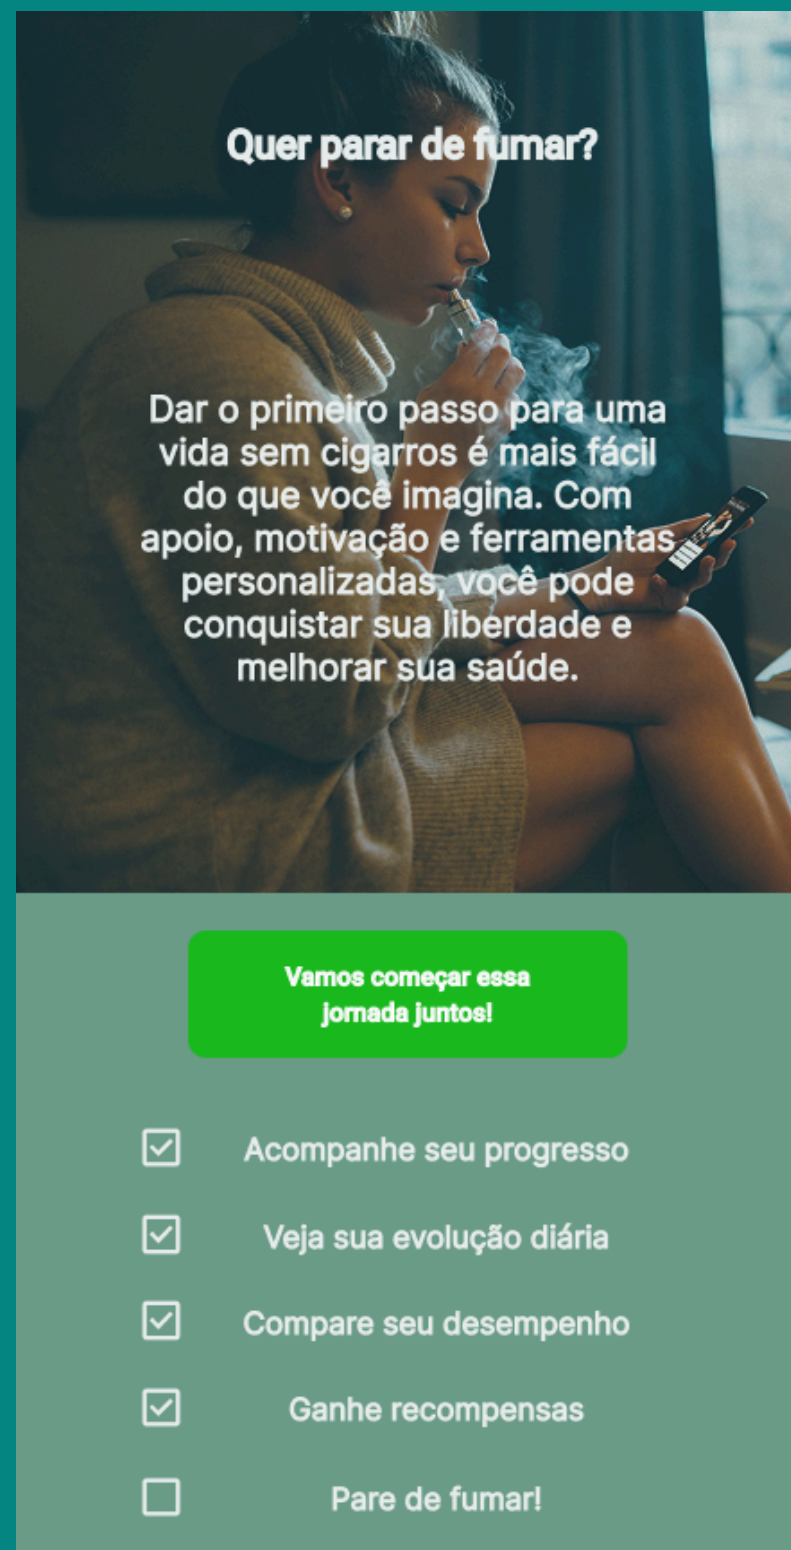 Quer parar de fumar?
Dar o primeiro passo para uma
vida sem cigarros é mais fácil
do que você imagina. Com
apoio, motivação e ferramentas
personalizadas, você pode
conquistar sua liberdade e
melhorar sua saúde.
Vamos começar essa
jornada juntos!
Acompanhe seu progresso
Veja sua evolução diária
Compare seu desempenho
Ganhe recompensas
Pare de fumar!